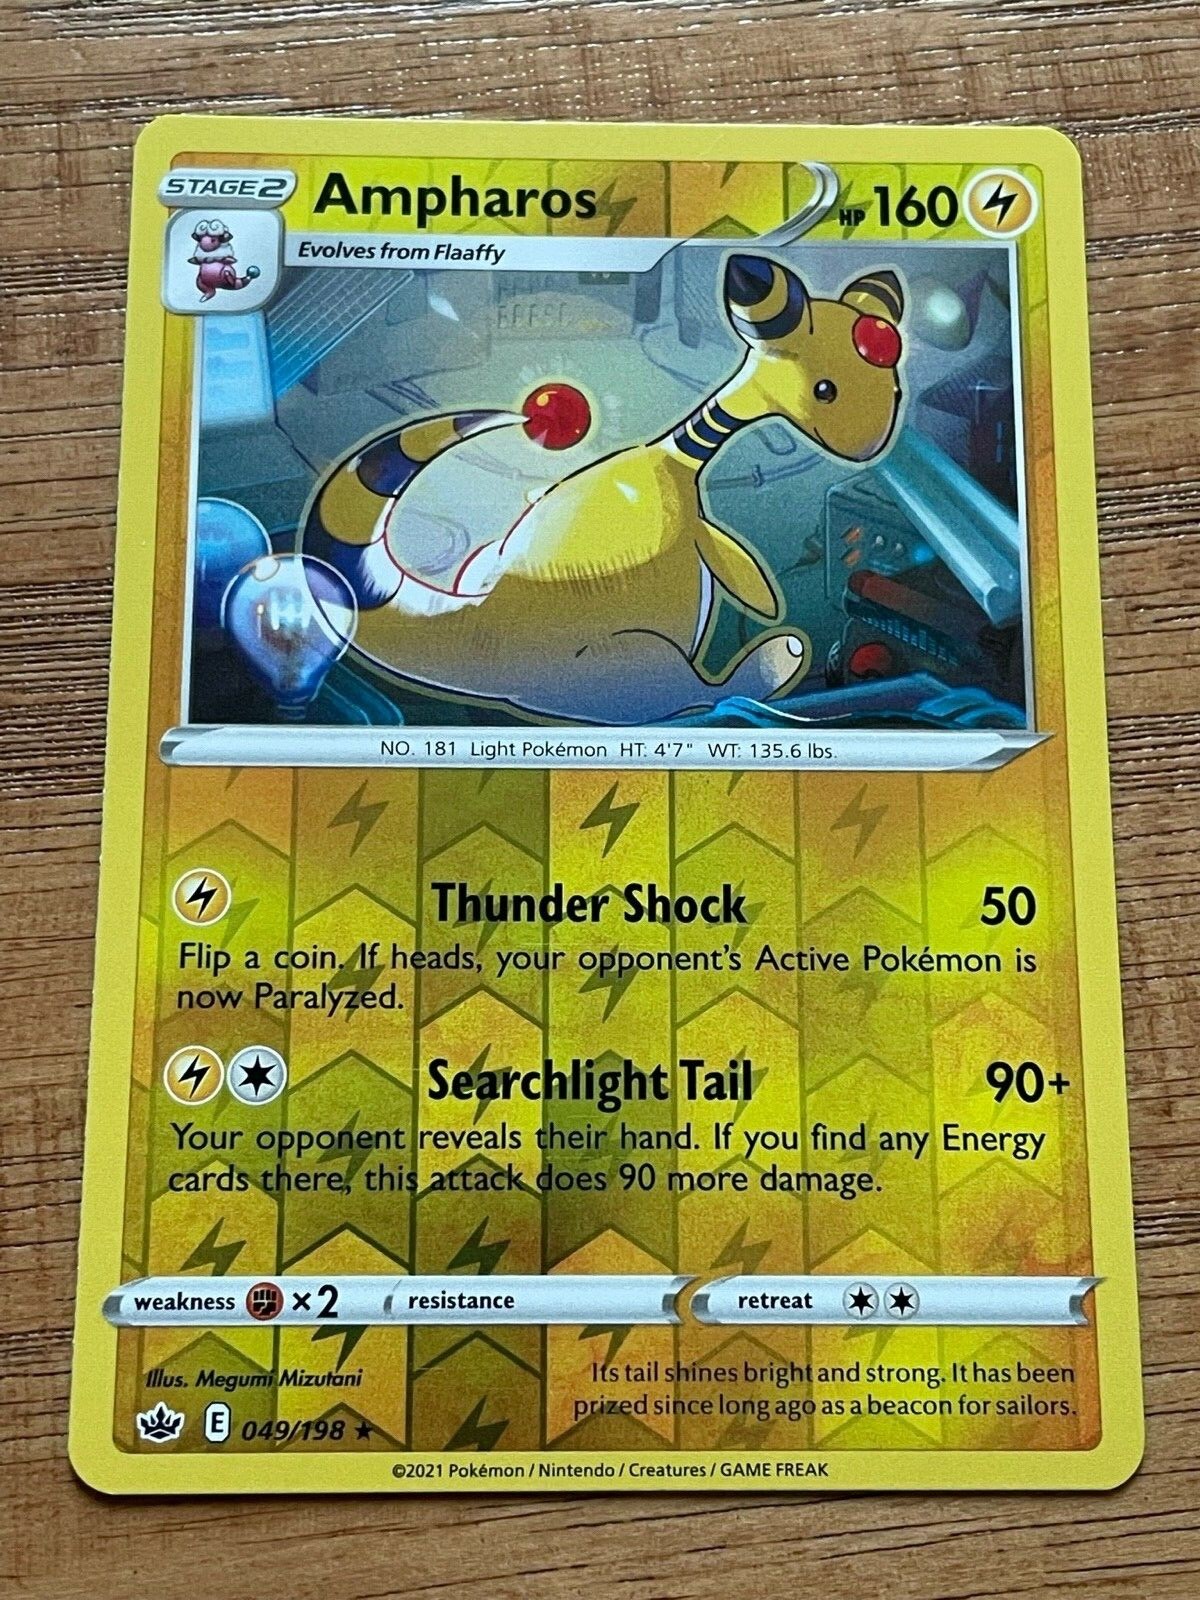 STAGE2
Ampharos
HP 160
Evolves from Flaaffy
NO. 181 Light Pokémon HT: 4'7" WT: 135.6 lbs.
Thunder Shock 50
Flip a coin. If heads, your opponent's Active Pokémon is
now Paralyzed.
Searchlight Tail 90+
Your opponent reveals their hand. If you find any Energy
cards there, this attack does 90 more damage.
weakness ×2 resistance retreat
Illus. Megumi Mizutani
Its tail shines bright and strong. It has been
prized since long ago as a beacon for sailors.
E 049/198 ★
©2021 Pokémon / Nintendo / Creatures / GAME FREAK